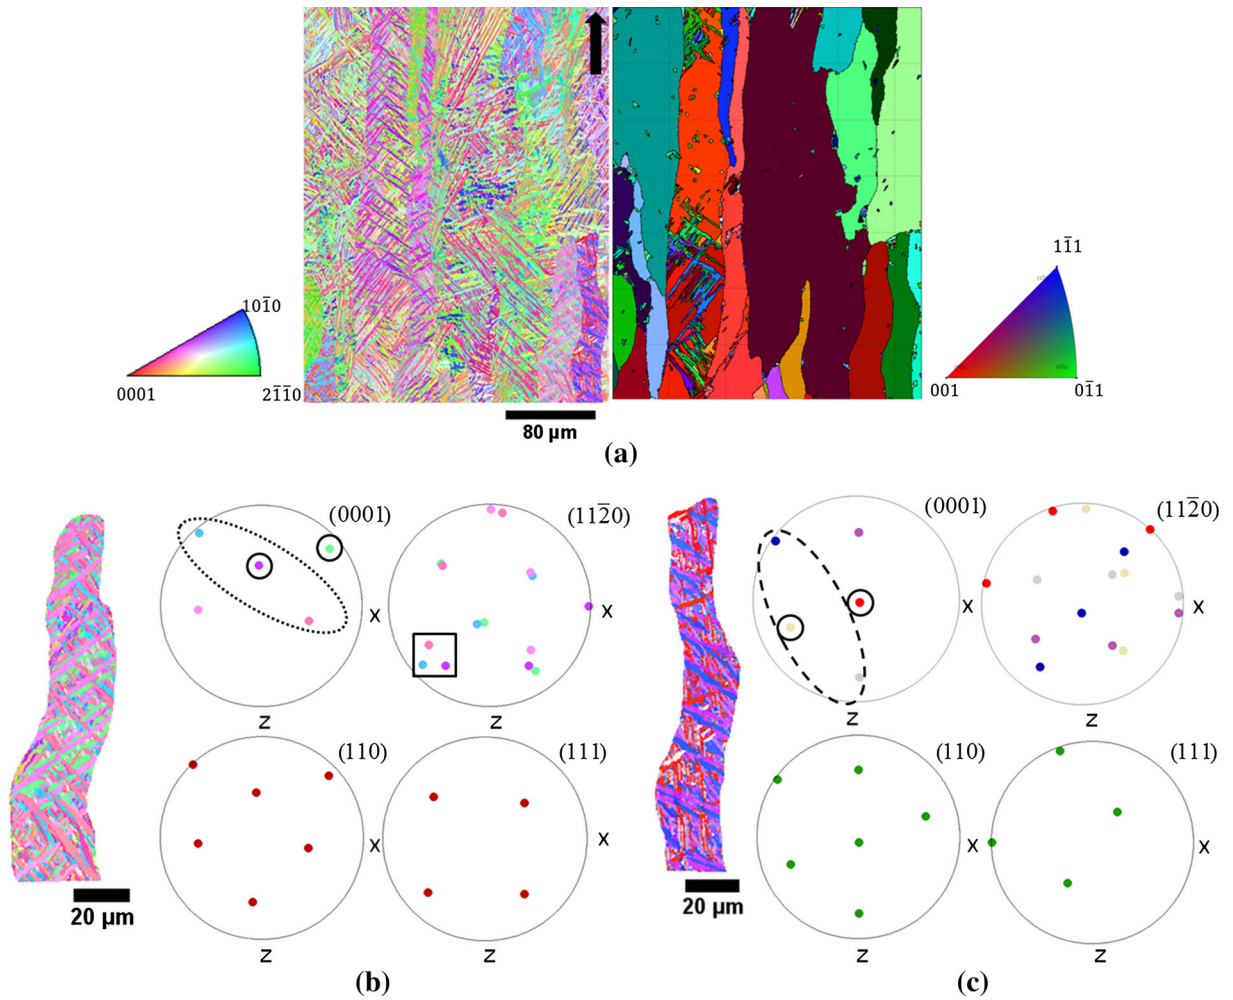 101̅0
0001
21̅1̅0
80 µm
11̅1
001
01̅1
(a)
(0001)
(112̅0)
X
X
Z
Z
(110)
(111)
X
X
Z
Z
20 µm
(b)
(0001)
(112̅0)
X
X
Z
Z
(110)
(111)
X
X
Z
Z
20 µm
(c)